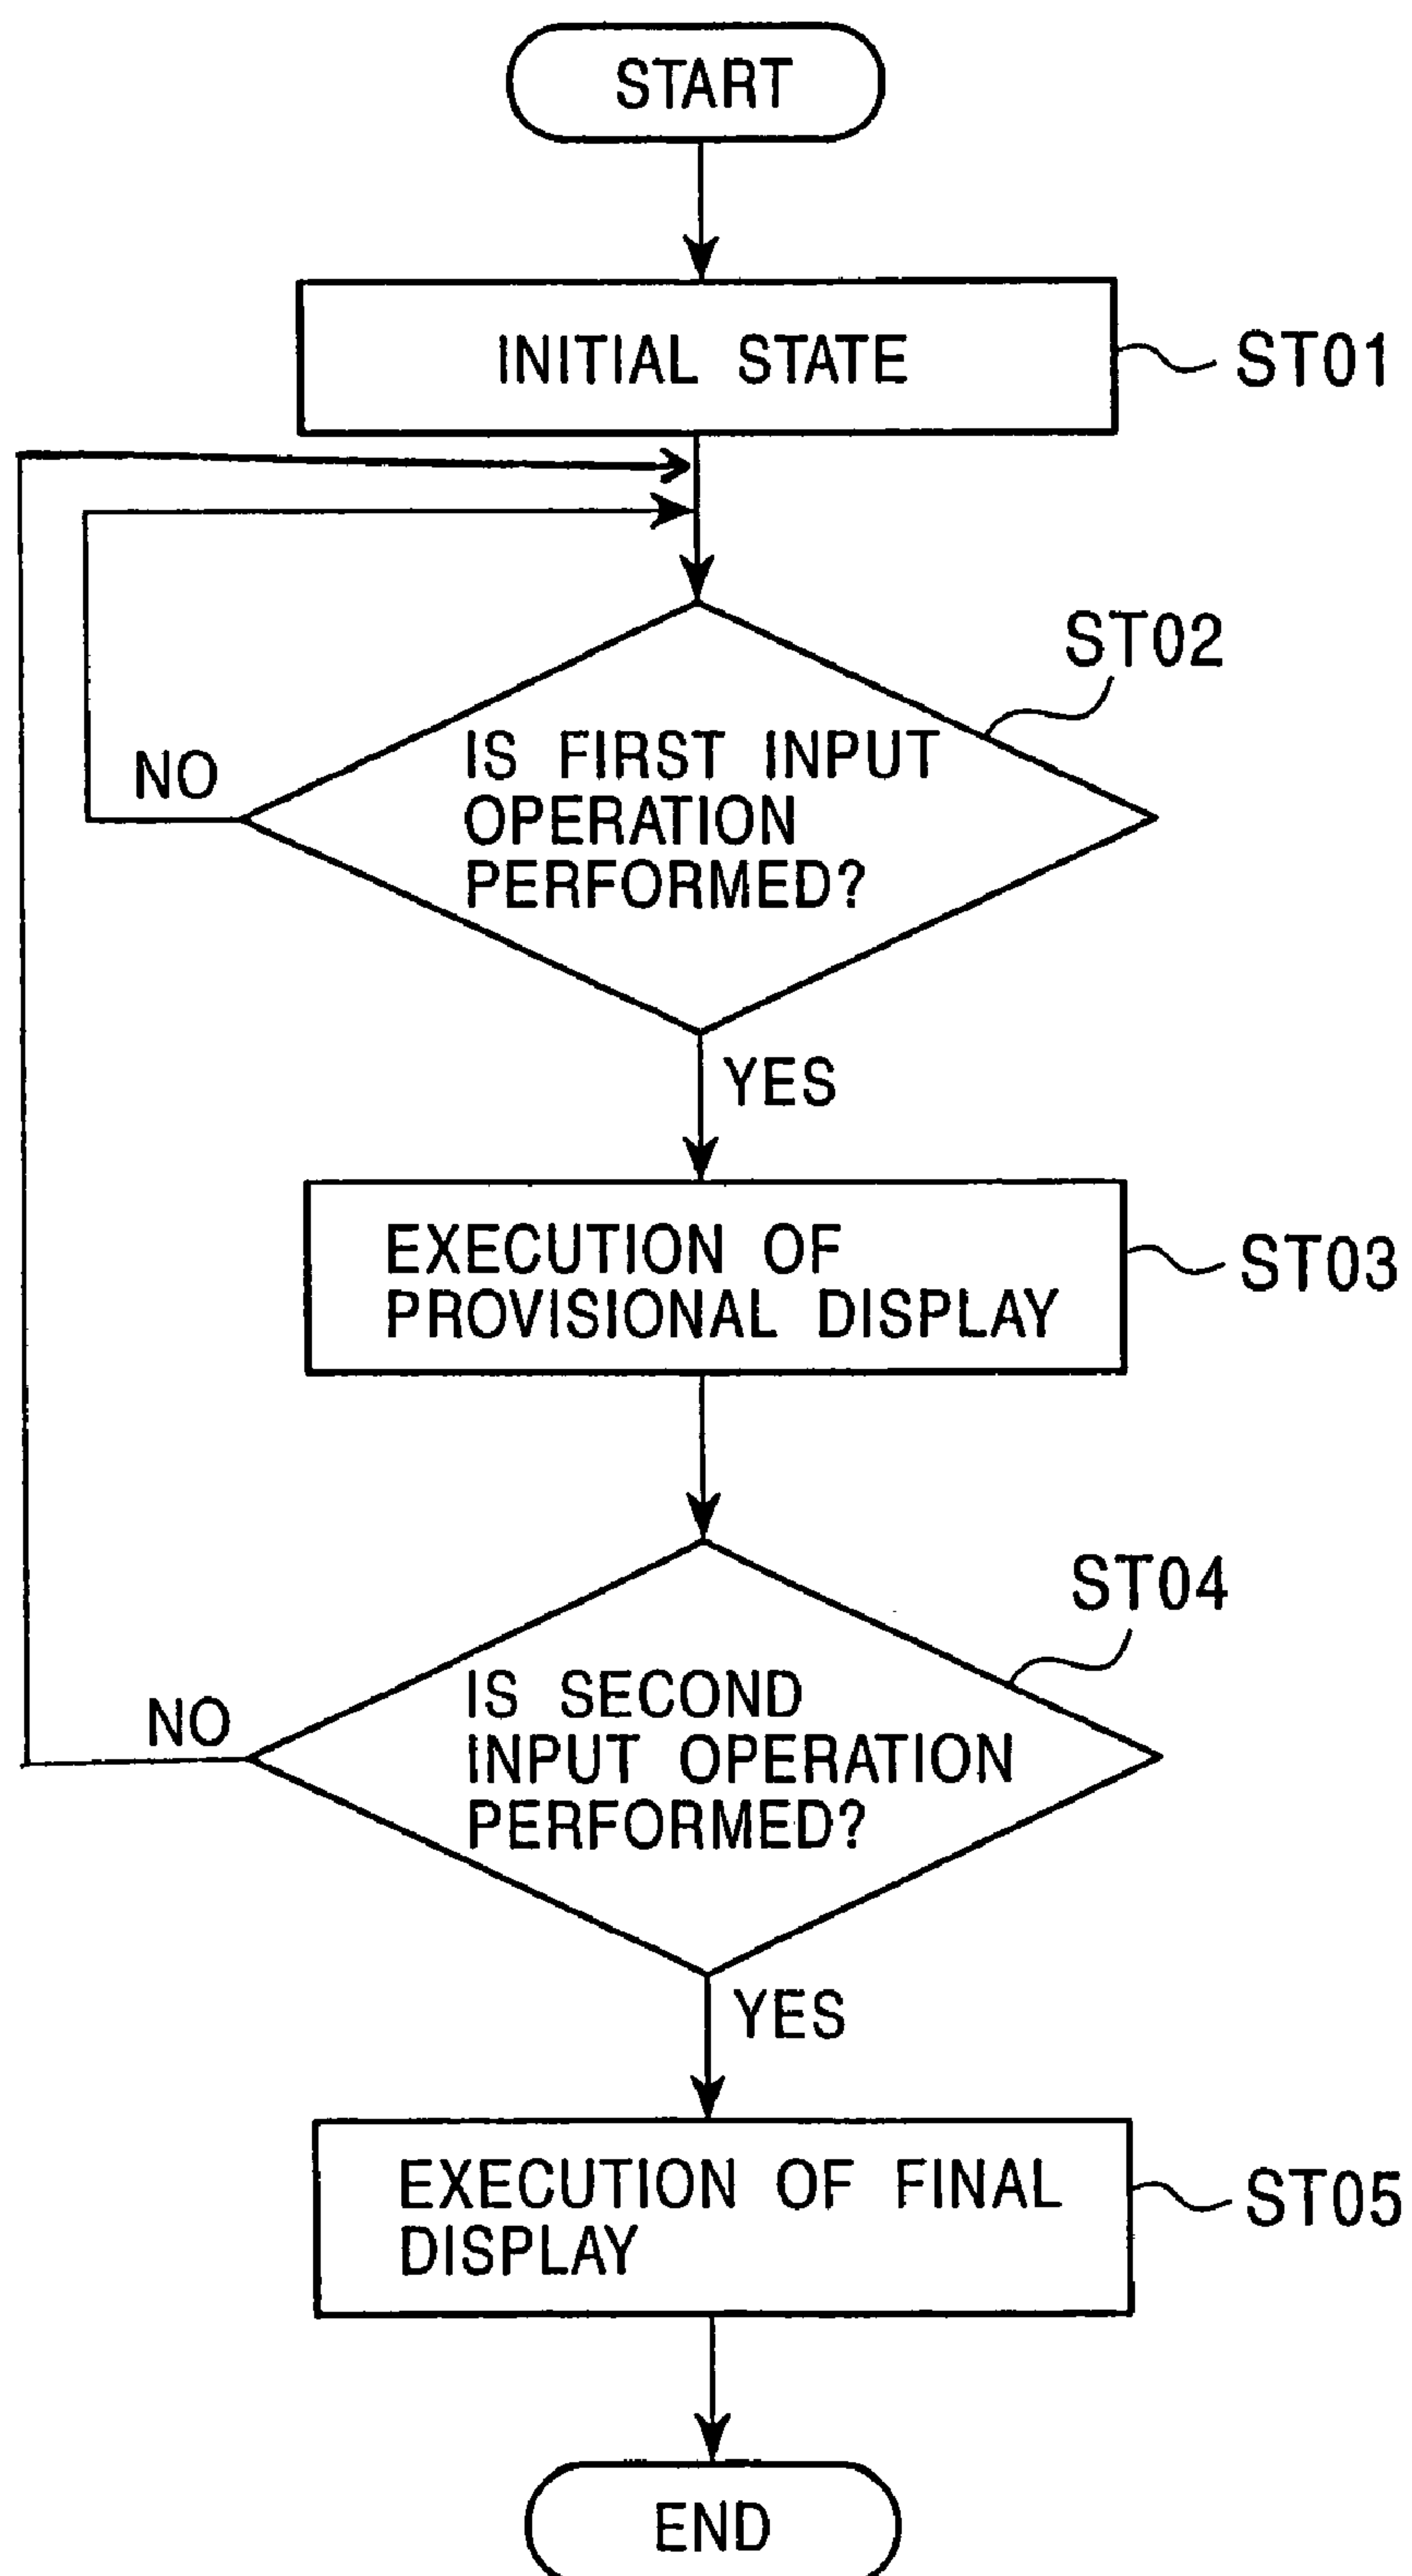 START
INITIAL STATE
ST01
ST02
IS FIRST INPUT
OPERATION
PERFORMED?
NO
YES
EXECUTION OF
PROVISIONAL DISPLAY
ST03
ST04
IS SECOND
INPUT OPERATION
PERFORMED?
NO
YES
EXECUTION OF FINAL
DISPLAY
ST05
END